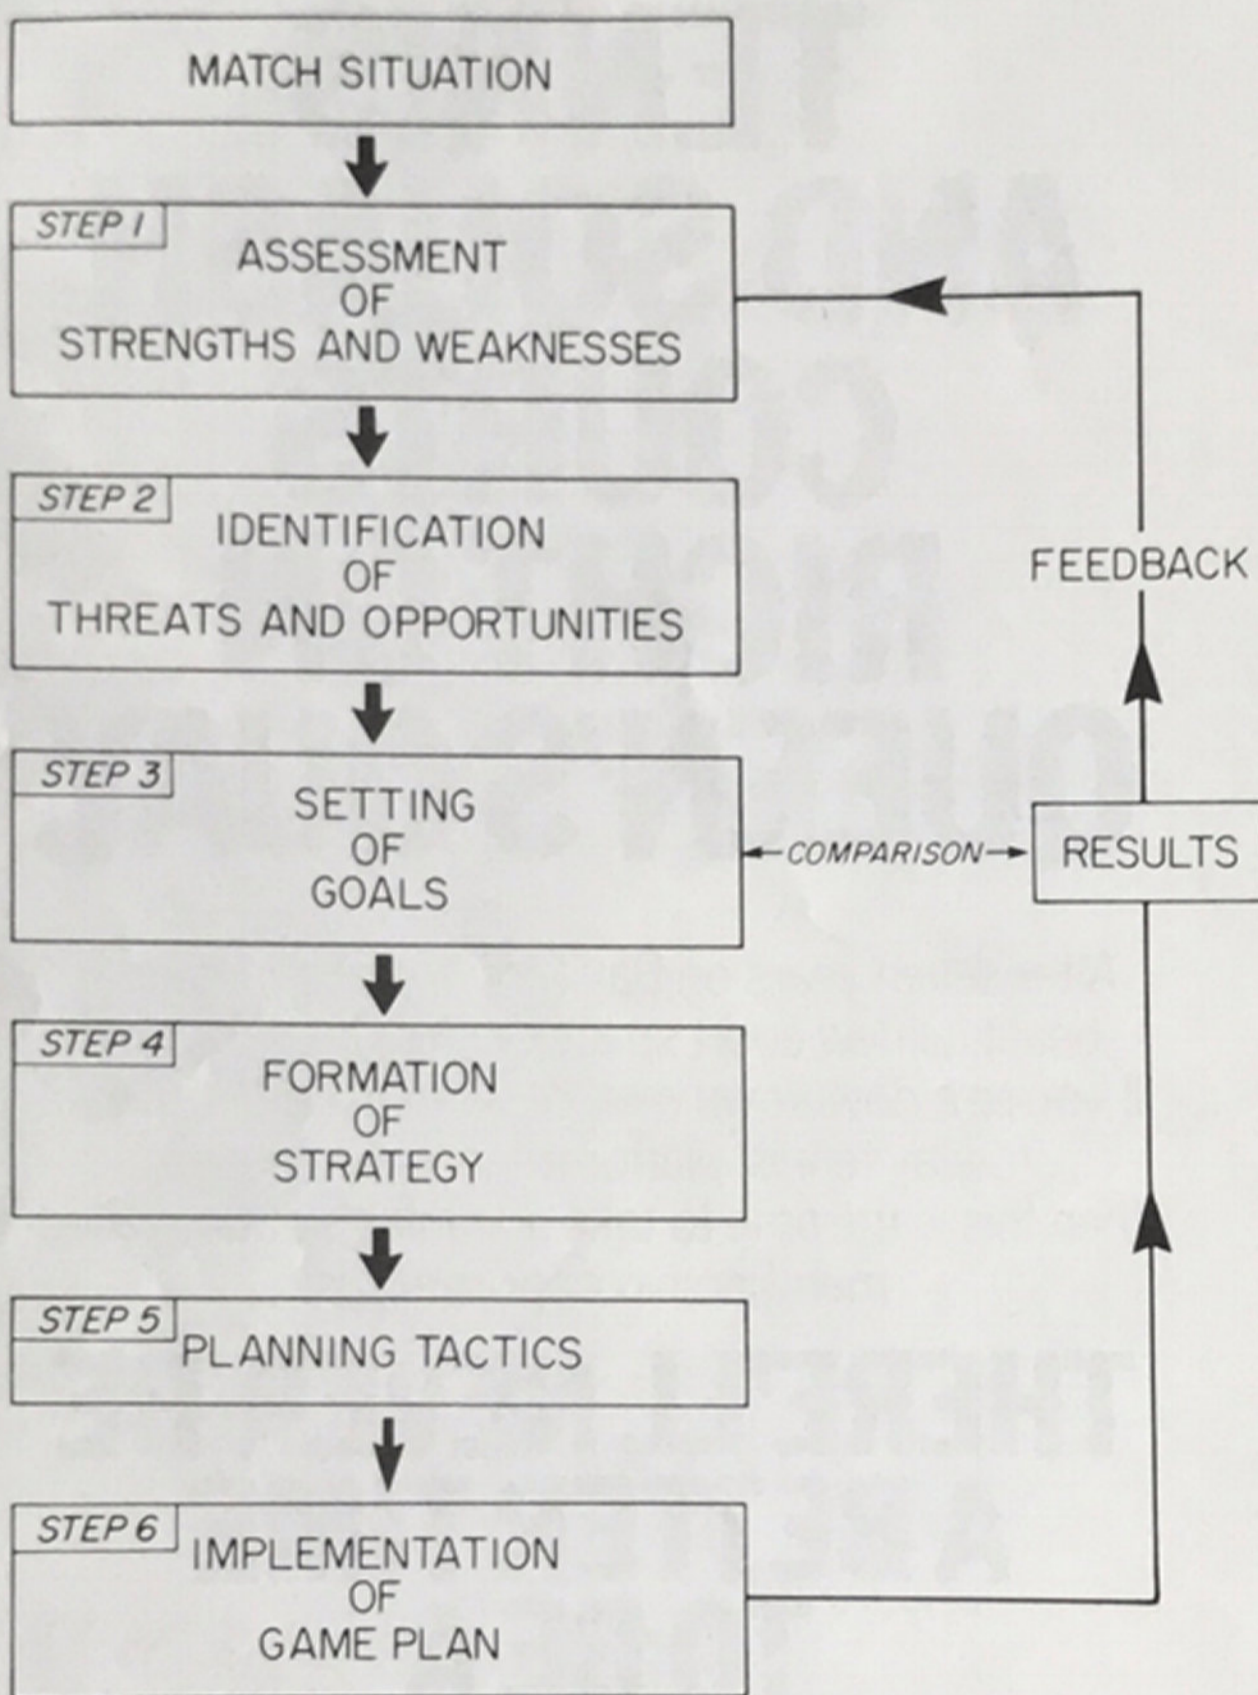 MATCH SITUATION
STEP 1
ASSESSMENT
OF
STRENGTHS AND WEAKNESSES
STEP 2
IDENTIFICATION
OF
THREATS AND OPPORTUNITIES
FEEDBACK
STEP 3
SETTING
OF
GOALS
COMPARISON
RESULTS
STEP 4
FORMATION
OF
STRATEGY
STEP 5
PLANNING TACTICS
STEP 6
IMPLEMENTATION
OF
GAME PLAN